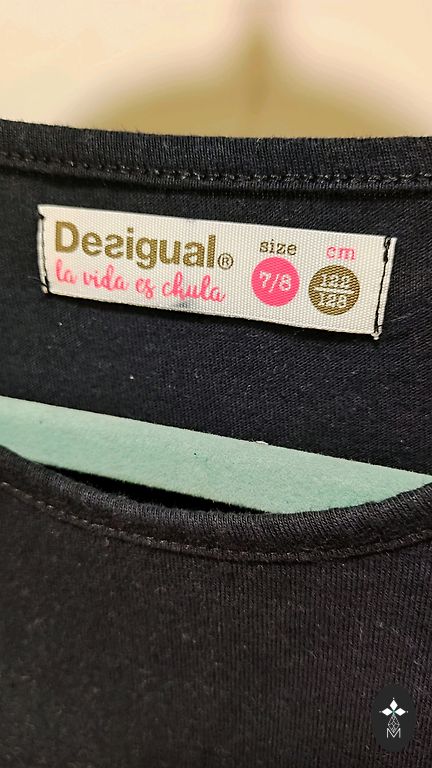 Desigual®
la vida es chula
size
7/8
cm
122
128
M